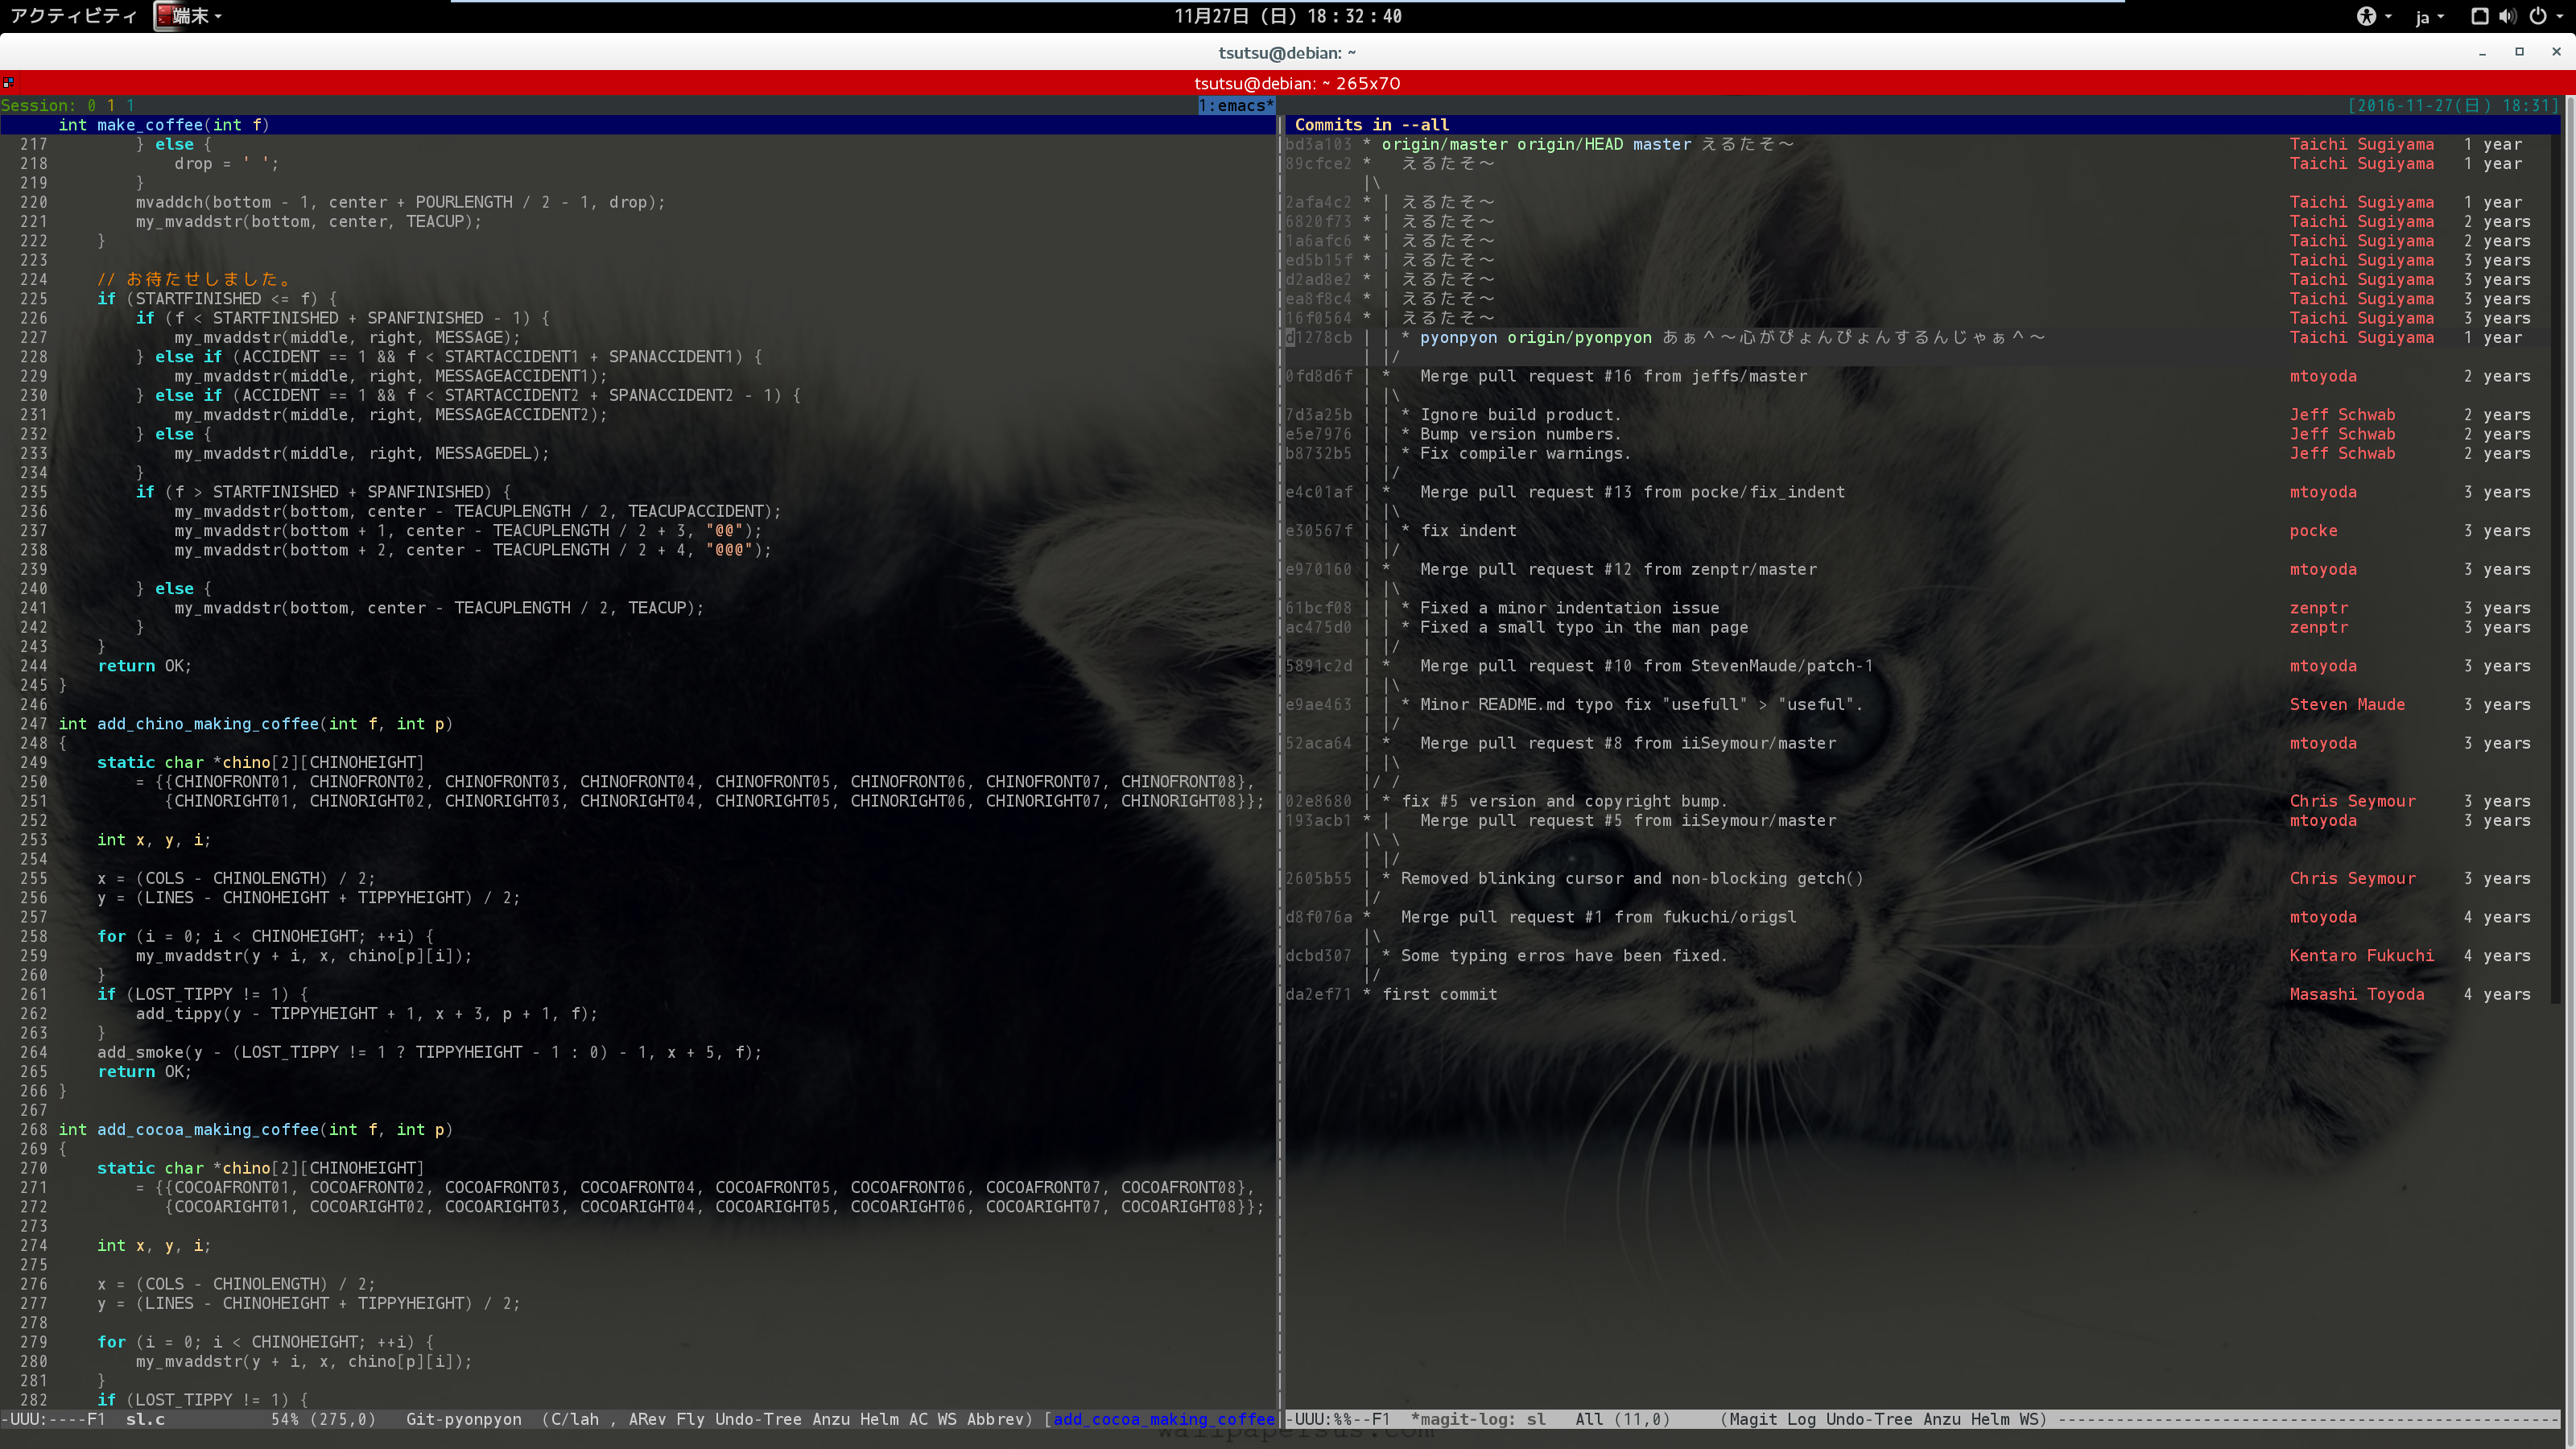 アクティビティ 端末 11月27日 (日) 18:32:40 ja
tsutsu@debian: ~
tsutsu@debian: ~ 265x70
Session: 0 1 1 1:emacs* [2016-11-27(日) 18:31]
int make_coffee(int f)
217         } else {
218             drop = ' ';
219         }
220         mvaddch(bottom - 1, center + POURLENGTH / 2 - 1, drop);
221         my_mvaddstr(bottom, center, TEACUP);
222     }
223
224     // お待たせしました。
225     if (STARTFINISHED <= f) {
226         if (f < STARTFINISHED + SPANFINISHED - 1) {
227             my_mvaddstr(middle, right, MESSAGE);
228         } else if (ACCIDENT == 1 && f < STARTACCIDENT1 + SPANACCIDENT1) {
229             my_mvaddstr(middle, right, MESSAGEACCIDENT1);
230         } else if (ACCIDENT == 1 && f < STARTACCIDENT2 + SPANACCIDENT2 - 1) {
231             my_mvaddstr(middle, right, MESSAGEACCIDENT2);
232         } else {
233             my_mvaddstr(middle, right, MESSAGEDEL);
234         }
235         if (f > STARTFINISHED + SPANFINISHED) {
236             my_mvaddstr(bottom, center - TEACUPLENGTH / 2, TEACUPACCIDENT);
237             my_mvaddstr(bottom + 1, center - TEACUPLENGTH / 2 + 3, "@@");
238             my_mvaddstr(bottom + 2, center - TEACUPLENGTH / 2 + 4, "@@@");
239
240         } else {
241             my_mvaddstr(bottom, center - TEACUPLENGTH / 2, TEACUP);
242         }
243     }
244     return OK;
245 }
246
247 int add_chino_making_coffee(int f, int p)
248 {
249     static char *chino[2][CHINOHEIGHT]
250         = {{CHINOFRONT01, CHINOFRONT02, CHINOFRONT03, CHINOFRONT04, CHINOFRONT05, CHINOFRONT06, CHINOFRONT07, CHINOFRONT08},
251            {CHINORIGHT01, CHINORIGHT02, CHINORIGHT03, CHINORIGHT04, CHINORIGHT05, CHINORIGHT06, CHINORIGHT07, CHINORIGHT08}};
252
253     int x, y, i;
254
255     x = (COLS - CHINOLENGTH) / 2;
256     y = (LINES - CHINOHEIGHT + TIPPYHEIGHT) / 2;
257
258     for (i = 0; i < CHINOHEIGHT; ++i) {
259         my_mvaddstr(y + i, x, chino[p][i]);
260     }
261     if (LOST_TIPPY != 1) {
262         add_tippy(y - TIPPYHEIGHT + 1, x + 3, p + 1, f);
263     }
264     add_smoke(y - (LOST_TIPPY != 1 ? TIPPYHEIGHT - 1 : 0) - 1, x + 5, f);
265     return OK;
266 }
267
268 int add_cocoa_making_coffee(int f, int p)
269 {
270     static char *chino[2][CHINOHEIGHT]
271         = {{COCOAFRONT01, COCOAFRONT02, COCOAFRONT03, COCOAFRONT04, COCOAFRONT05, COCOAFRONT06, COCOAFRONT07, COCOAFRONT08},
272            {COCOARIGHT01, COCOARIGHT02, COCOARIGHT03, COCOARIGHT04, COCOARIGHT05, COCOARIGHT06, COCOARIGHT07, COCOARIGHT08}};
273
274     int x, y, i;
275
276     x = (COLS - CHINOLENGTH) / 2;
277     y = (LINES - CHINOHEIGHT + TIPPYHEIGHT) / 2;
278
279     for (i = 0; i < CHINOHEIGHT; ++i) {
280         my_mvaddstr(y + i, x, chino[p][i]);
281     }
282     if (LOST_TIPPY != 1) {
-UUU:----F1  sl.c  54% (275,0)  Git-pyonpyon  (C/lah , ARev Fly Undo-Tree Anzu Helm AC WS Abbrev) [add_cocoa_making_coffee
Commits in --all
bd3a103 * origin/master origin/HEAD master えるたそ～ Taichi Sugiyama 1 year
89cfce2 *   えるたそ～ Taichi Sugiyama 1 year
|\
2afa4c2 * | えるたそ～ Taichi Sugiyama 1 year
6820f73 * | えるたそ～ Taichi Sugiyama 2 years
1a6afc6 * | えるたそ～ Taichi Sugiyama 2 years
ed5b15f * | えるたそ～ Taichi Sugiyama 3 years
d2ad8e2 * | えるたそ～ Taichi Sugiyama 3 years
ea8f8c4 * | えるたそ～ Taichi Sugiyama 3 years
16f0564 * | えるたそ～ Taichi Sugiyama 3 years
d1278cb | | * pyonpyon origin/pyonpyon あぁ＾～心がぴょんぴょんするんじゃぁ＾～ Taichi Sugiyama 1 year
| |/
0fd8d6f | *   Merge pull request #16 from jeffs/master mtoyoda 2 years
| |\
7d3a25b | | * Ignore build product. Jeff Schwab 2 years
e5e7976 | | * Bump version numbers. Jeff Schwab 2 years
b8732b5 | | * Fix compiler warnings. Jeff Schwab 2 years
| |/
e4c01af | *   Merge pull request #13 from pocke/fix_indent mtoyoda 3 years
| |\
e30567f | | * fix indent pocke 3 years
| |/
e970160 | *   Merge pull request #12 from zenptr/master mtoyoda 3 years
| |\
61bcf08 | | * Fixed a minor indentation issue zenptr 3 years
ac475d0 | | * Fixed a small typo in the man page zenptr 3 years
| |/
5891c2d | *   Merge pull request #10 from StevenMaude/patch-1 mtoyoda 3 years
| |\
e9ae463 | | * Minor README.md typo fix "usefull" > "useful". Steven Maude 3 years
| |/
52aca64 | *   Merge pull request #8 from iiSeymour/master mtoyoda 3 years
| |\
|/ /
02e8680 | * fix #5 version and copyright bump. Chris Seymour 3 years
193acb1 * |   Merge pull request #5 from iiSeymour/master mtoyoda 3 years
|\ \
| |/
2605b55 | * Removed blinking cursor and non-blocking getch() Chris Seymour 3 years
|/
d8f076a *   Merge pull request #1 from fukuchi/origsl mtoyoda 4 years
|\
dcbd307 | * Some typing erros have been fixed. Kentaro Fukuchi 4 years
|/
da2ef71 * first commit Masashi Toyoda 4 years
-UUU:%%--F1  *magit-log: sl   All (11,0)     (Magit Log Undo-Tree Anzu Helm WS) ----------------------------------------------------
wallpapersus.com